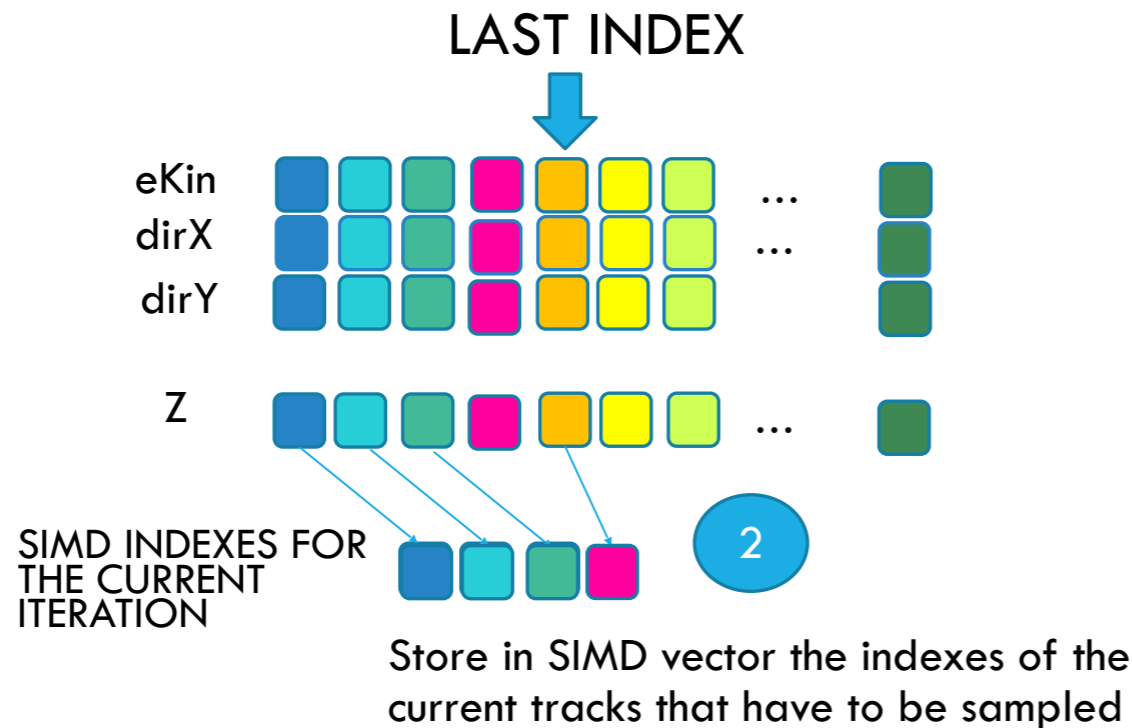 LAST INDEX
eKin
...
dirX
...
dirY
Z
...
SIMD INDEXES FOR
THE CURRENT
ITERATION
2
Store in SIMD vector the indexes of the
current tracks that have to be sampled